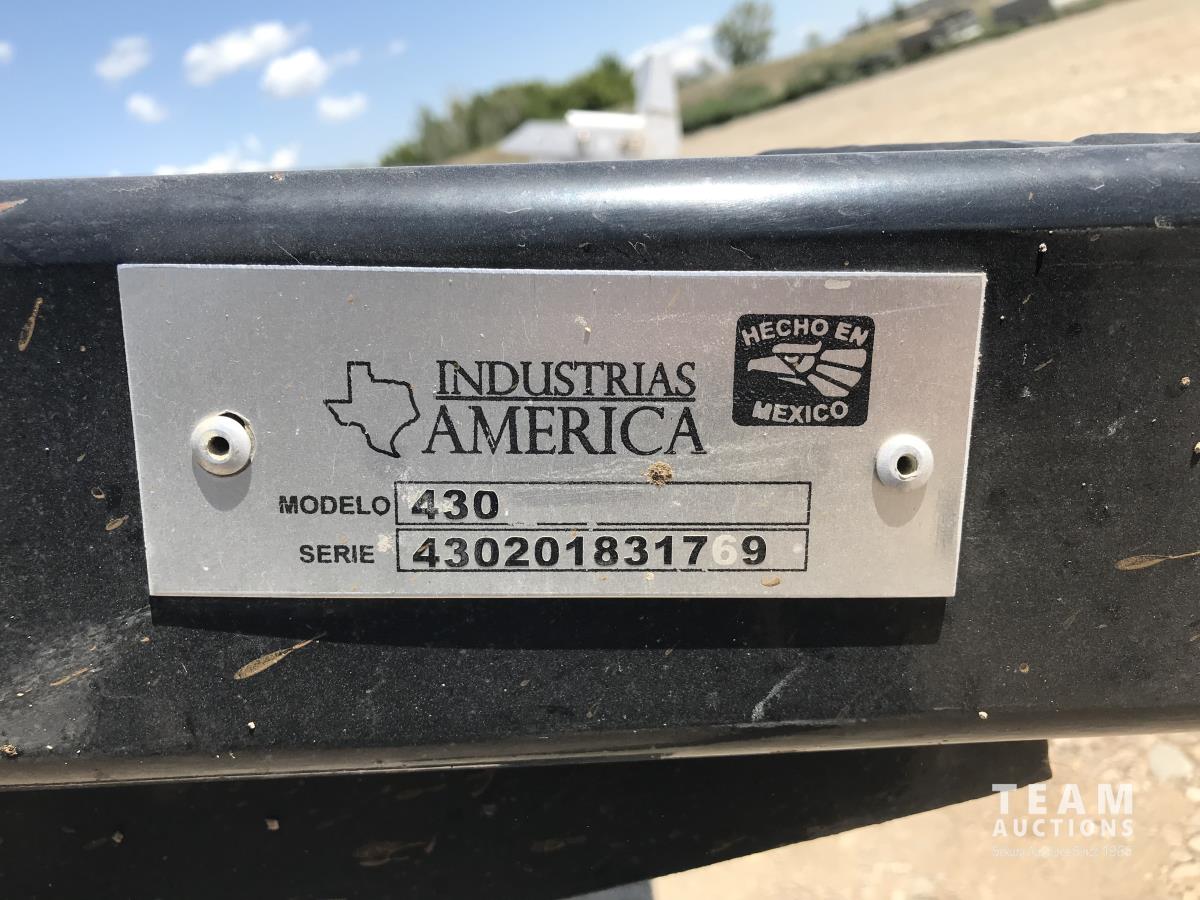 INDUSTRIAS
AMERICA
HECHO EN
MEXICO
MODELO 430
SERIE 430201831769
TEAM
AUCTIONS